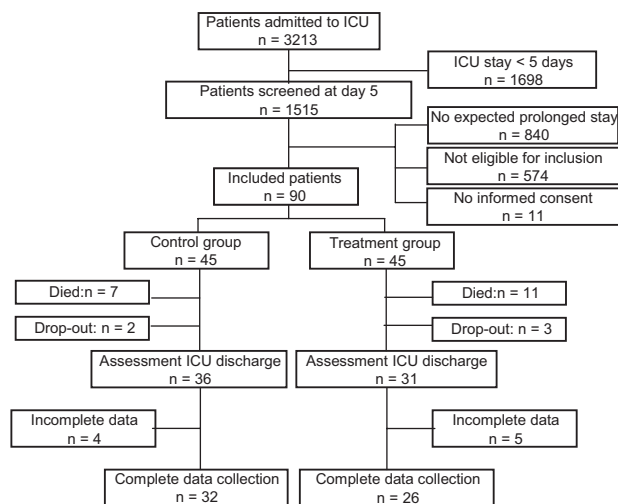 Patients admitted to ICU
n = 3213
ICU stay < 5 days
n = 1698
Patients screened at day 5
n = 1515
No expected prolonged stay
n = 840
Not eligible for inclusion
n = 574
No informed consent
n = 11
Included patients
n = 90
Control group
n = 45
Treatment group
n = 45
Died:n = 7
Died:n = 11
Drop-out: n = 2
Drop-out: n = 3
Assessment ICU discharge
n = 36
Assessment ICU discharge
n = 31
Incomplete data
n = 4
Incomplete data
n = 5
Complete data collection
n = 32
Complete data collection
n = 26